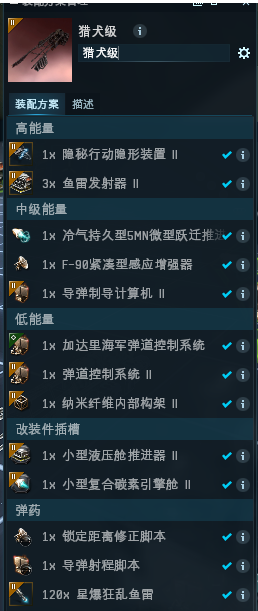 猎犬级
猎犬级
装配方案 描述
高能量
1x 隐秘行动隐形装置 II
3x 鱼雷发射器 II
中级能量
1x 冷气持久型5MN微型跃迁推进
1x F-90紧凑型感应增强器
1x 导弹制导计算机 II
低能量
1x 加达里海军弹道控制系统
1x 弹道控制系统 II
1x 纳米纤维内部构架 II
改装件插槽
1x 小型液压舱推进器 II
1x 小型复合碳素引擎舱 II
弹药
1x 锁定距离修正脚本
1x 导弹射程脚本
120x 星爆狂乱鱼雷